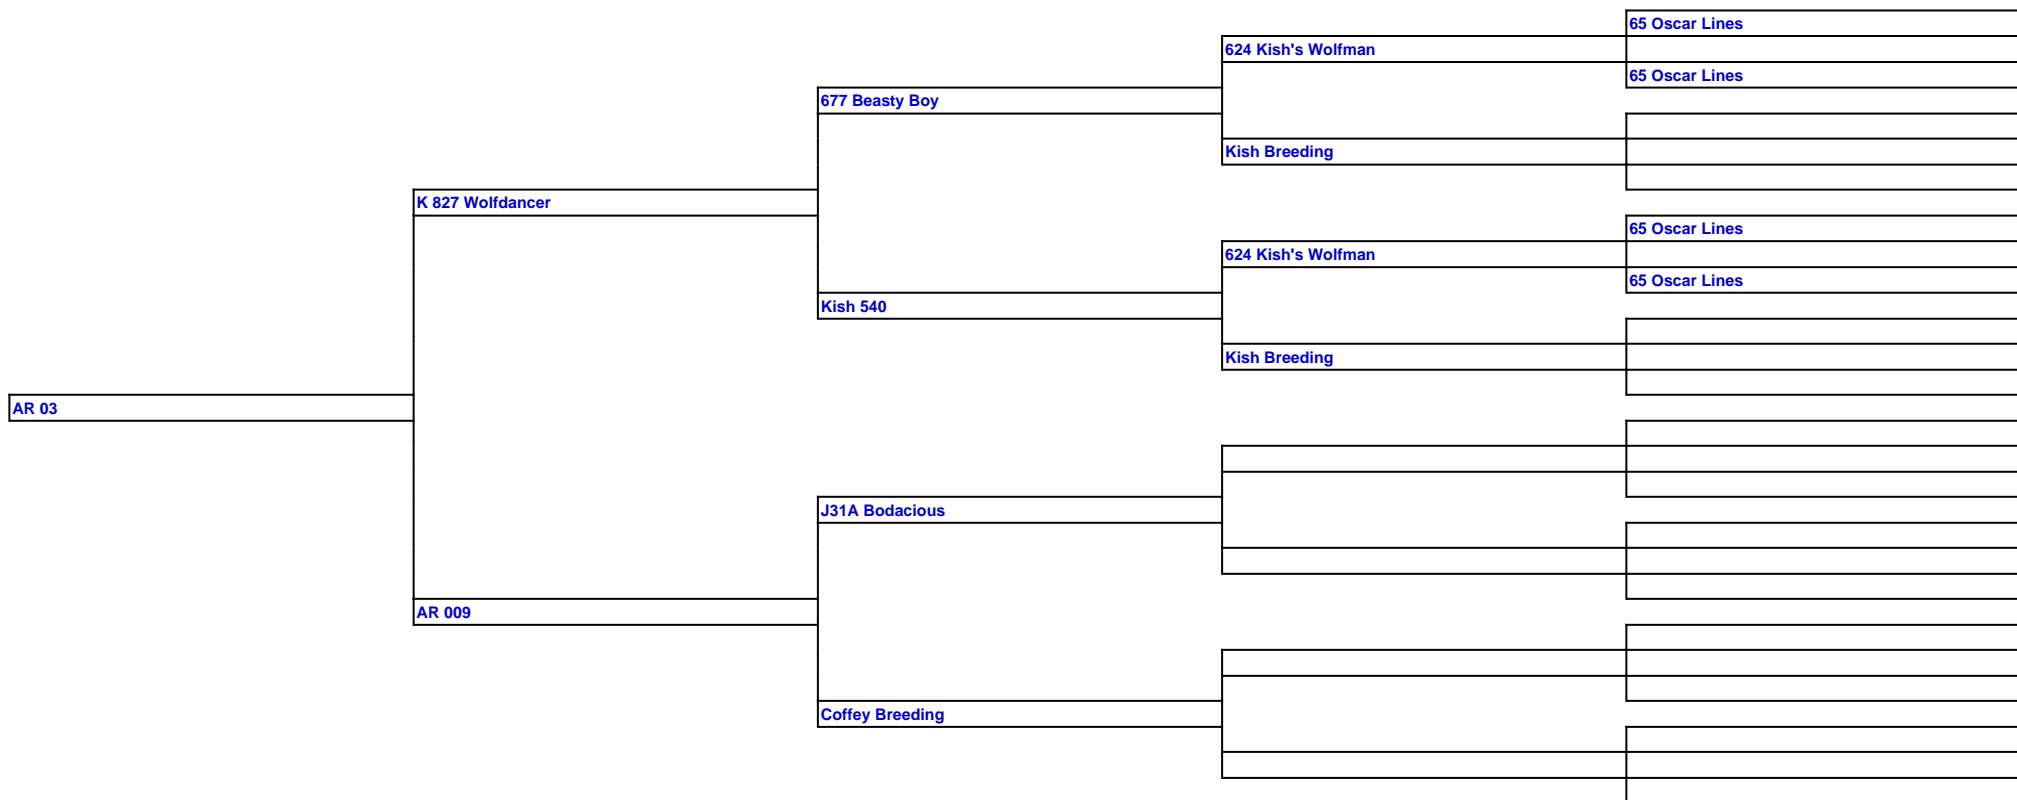 65 Oscar Lines
624 Kish's Wolfman
65 Oscar Lines
677 Beasty Boy
Kish Breeding
K 827 Wolfdancer
65 Oscar Lines
624 Kish's Wolfman
65 Oscar Lines
Kish 540
Kish Breeding
AR 03
J31A Bodacious
AR 009
Coffey Breeding